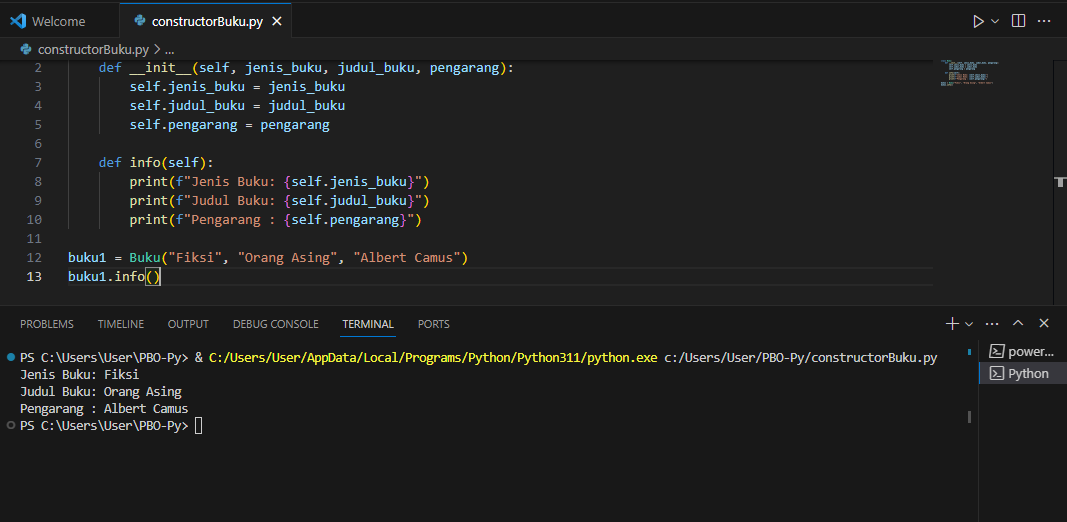 Welcome
constructorBuku.py
constructorBuku.py > ...
2 def __init__(self, jenis_buku, judul_buku, pengarang):
3 self.jenis_buku = jenis_buku
4 self.judul_buku = judul_buku
5 self.pengarang = pengarang
6
7 def info(self):
8 print(f"Jenis Buku: {self.jenis_buku}")
9 print(f"Judul Buku: {self.judul_buku}")
10 print(f"Pengarang : {self.pengarang}")
11
12 buku1 = Buku("Fiksi", "Orang Asing", "Albert Camus")
13 buku1.info()
PROBLEMS TIMELINE OUTPUT DEBUG CONSOLE TERMINAL PORTS
PS C:\Users\User\PBO-Py> & C:/Users/User/AppData/Local/Programs/Python/Python311/python.exe c:/Users/User/PBO-Py/constructorBuku.py
Jenis Buku: Fiksi
Judul Buku: Orang Asing
Pengarang : Albert Camus
PS C:\Users\User\PBO-Py>
power...
Python